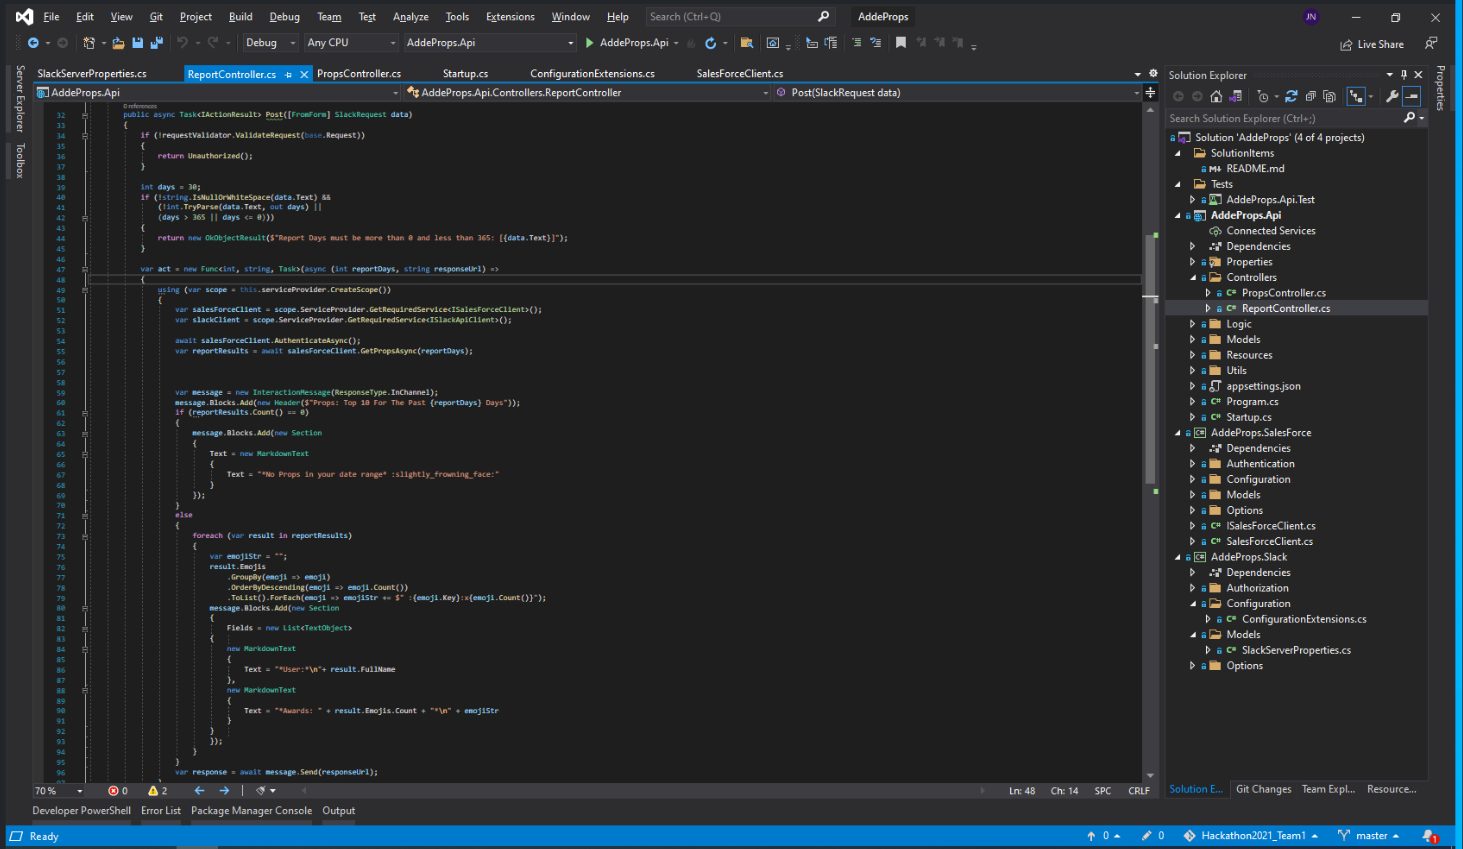 File Edit View Git Project Build Debug Team Test Analyze Tools Extensions Window Help Search (Ctrl+Q) AddeProps JN
Debug Any CPU AddeProps.Api AddeProps.Api Live Share
Server Explorer
Toolbox
SlackServerProperties.cs ReportController.cs PropsController.cs Startup.cs ConfigurationExtensions.cs SalesForceClient.cs
AddeProps.Api AddeProps.Api.Controllers.ReportController Post(SlackRequest data)
0 references
32 public async Task<IActionResult> Post([FromForm] SlackRequest data)
33 {
34 if (!requestValidator.ValidateRequest(base.Request))
35 {
36 return Unauthorized();
37 }
38
39 int days = 30;
40 if (!string.IsNullOrWhiteSpace(data.Text) &&
41 (!int.TryParse(data.Text, out days) ||
42 (days > 365 || days <= 0)))
43 {
44 return new OkObjectResult($"Report Days must be more than 0 and less than 365: [{data.Text}]");
45 }
46
47 var act = new Func<int, string, Task>(async (int reportDays, string responseUrl) =>
48 {
49 using (var scope = this.serviceProvider.CreateScope())
50 {
51 var salesForceClient = scope.ServiceProvider.GetRequiredService<ISalesForceClient>();
52 var slackClient = scope.ServiceProvider.GetRequiredService<ISlackApiClient>();
53
54 await salesForceClient.AuthenticateAsync();
55 var reportResults = await salesForceClient.GetPropsAsync(reportDays);
56
57
58
59 var message = new InteractionMessage(ResponseType.InChannel);
60 message.Blocks.Add(new Header($"Props: Top 10 For The Past {reportDays} Days"));
61 if (reportResults.Count() == 0)
62 {
63 message.Blocks.Add(new Section
64 {
65 Text = new MarkdownText
66 {
67 Text = "*No Props in your date range* :slightly_frowning_face:"
68 }
69 });
70 }
71 else
72 {
73 foreach (var result in reportResults)
74 {
75 var emojiStr = "";
76 result.Emojis
77 .GroupBy(emoji => emoji)
78 .OrderByDescending(emoji => emoji.Count())
79 .ToList().ForEach(emoji => emojiStr += $" :{emoji.Key}:x{emoji.Count()}");
80 message.Blocks.Add(new Section
81 {
82 Fields = new List<TextObject>
83 {
84 new MarkdownText
85 {
86 Text = "*User:*\n"+ result.FullName
87 },
88 new MarkdownText
89 {
90 Text = "*Awards: " + result.Emojis.Count + "*\n" + emojiStr
91 }
92 }
93 });
94 }
95 }
96 var response = await message.Send(responseUrl);
70 % 0 2 Ln: 48 Ch: 14 SPC CRLF
Developer PowerShell Error List Package Manager Console Output
Solution Explorer
Search Solution Explorer (Ctrl+;)
Solution 'AddeProps' (4 of 4 projects)
SolutionItems
README.md
Tests
AddeProps.Api.Test
AddeProps.Api
Connected Services
Dependencies
Properties
Controllers
PropsController.cs
ReportController.cs
Logic
Models
Resources
Utils
appsettings.json
Program.cs
Startup.cs
AddeProps.SalesForce
Dependencies
Authentication
Configuration
Models
Options
ISalesForceClient.cs
SalesForceClient.cs
AddeProps.Slack
Dependencies
Authorization
Configuration
ConfigurationExtensions.cs
Models
SlackServerProperties.cs
Options
Solution E... Git Changes Team Expl... Resource...
Properties
Ready 0 0 Hackathon2021_Team1 master 1